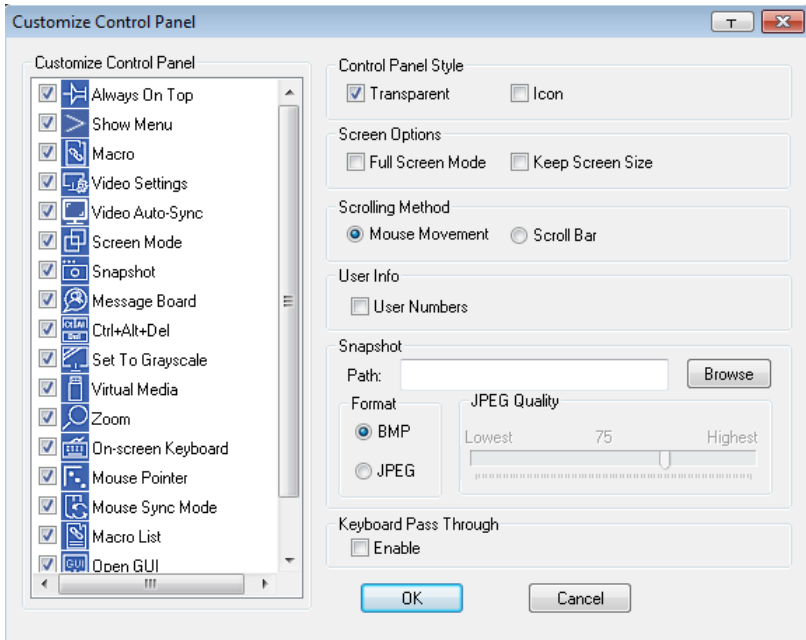 Customize Control Panel
Customize Control Panel
Always On Top
Show Menu
Macro
Video Settings
Video Auto-Sync
Screen Mode
Snapshot
Message Board
Ctrl+Alt+Del
Set To Grayscale
Virtual Media
Zoom
On-screen Keyboard
Mouse Pointer
Mouse Sync Mode
Macro List
GUI Open GUI
Control Panel Style
Transparent Icon
Screen Options
Full Screen Mode Keep Screen Size
Scrolling Method
Mouse Movement Scroll Bar
User Info
User Numbers
Snapshot
Path: Browse
Format
BMP
JPEG
JPEG Quality
Lowest 75 Highest
Keyboard Pass Through
Enable
OK Cancel